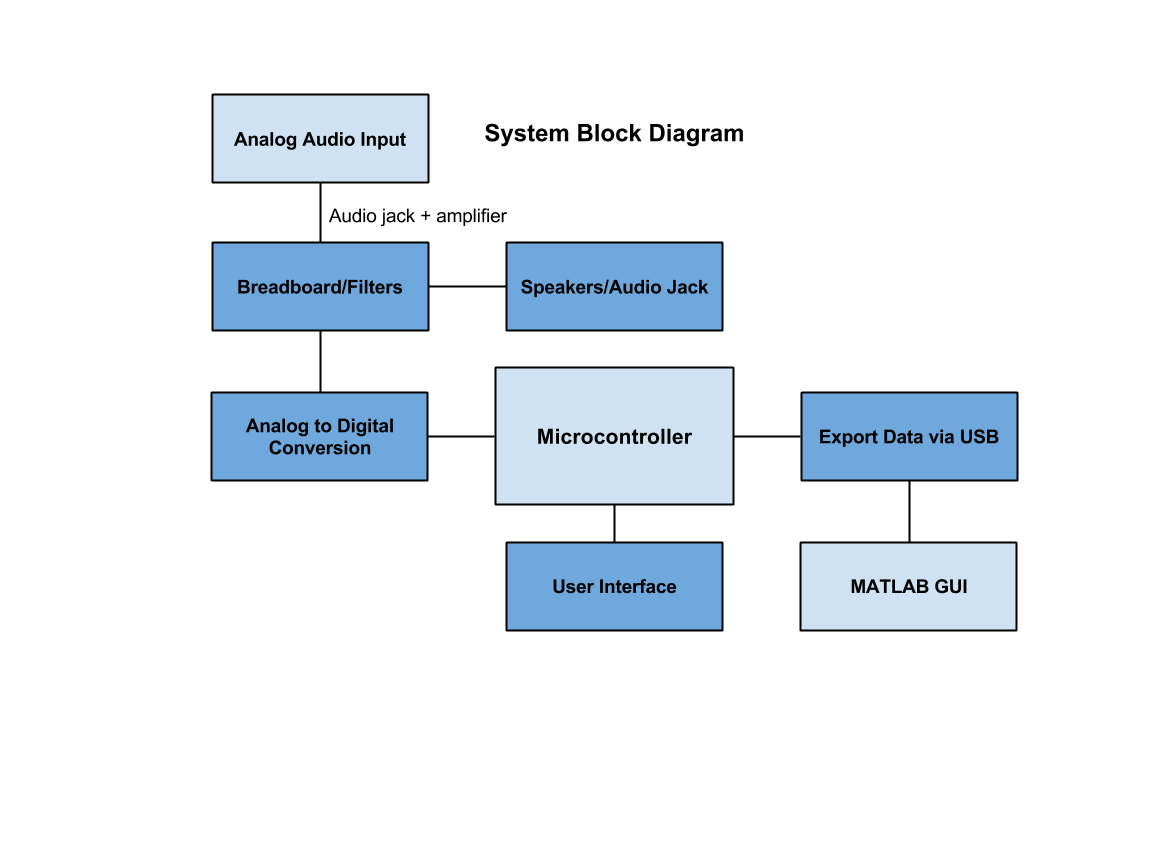 Analog Audio Input
System Block Diagram
Audio jack + amplifier
Breadboard/Filters
Speakers/Audio Jack
Analog to Digital
Conversion
Microcontroller
Export Data via USB
User Interface
MATLAB GUI